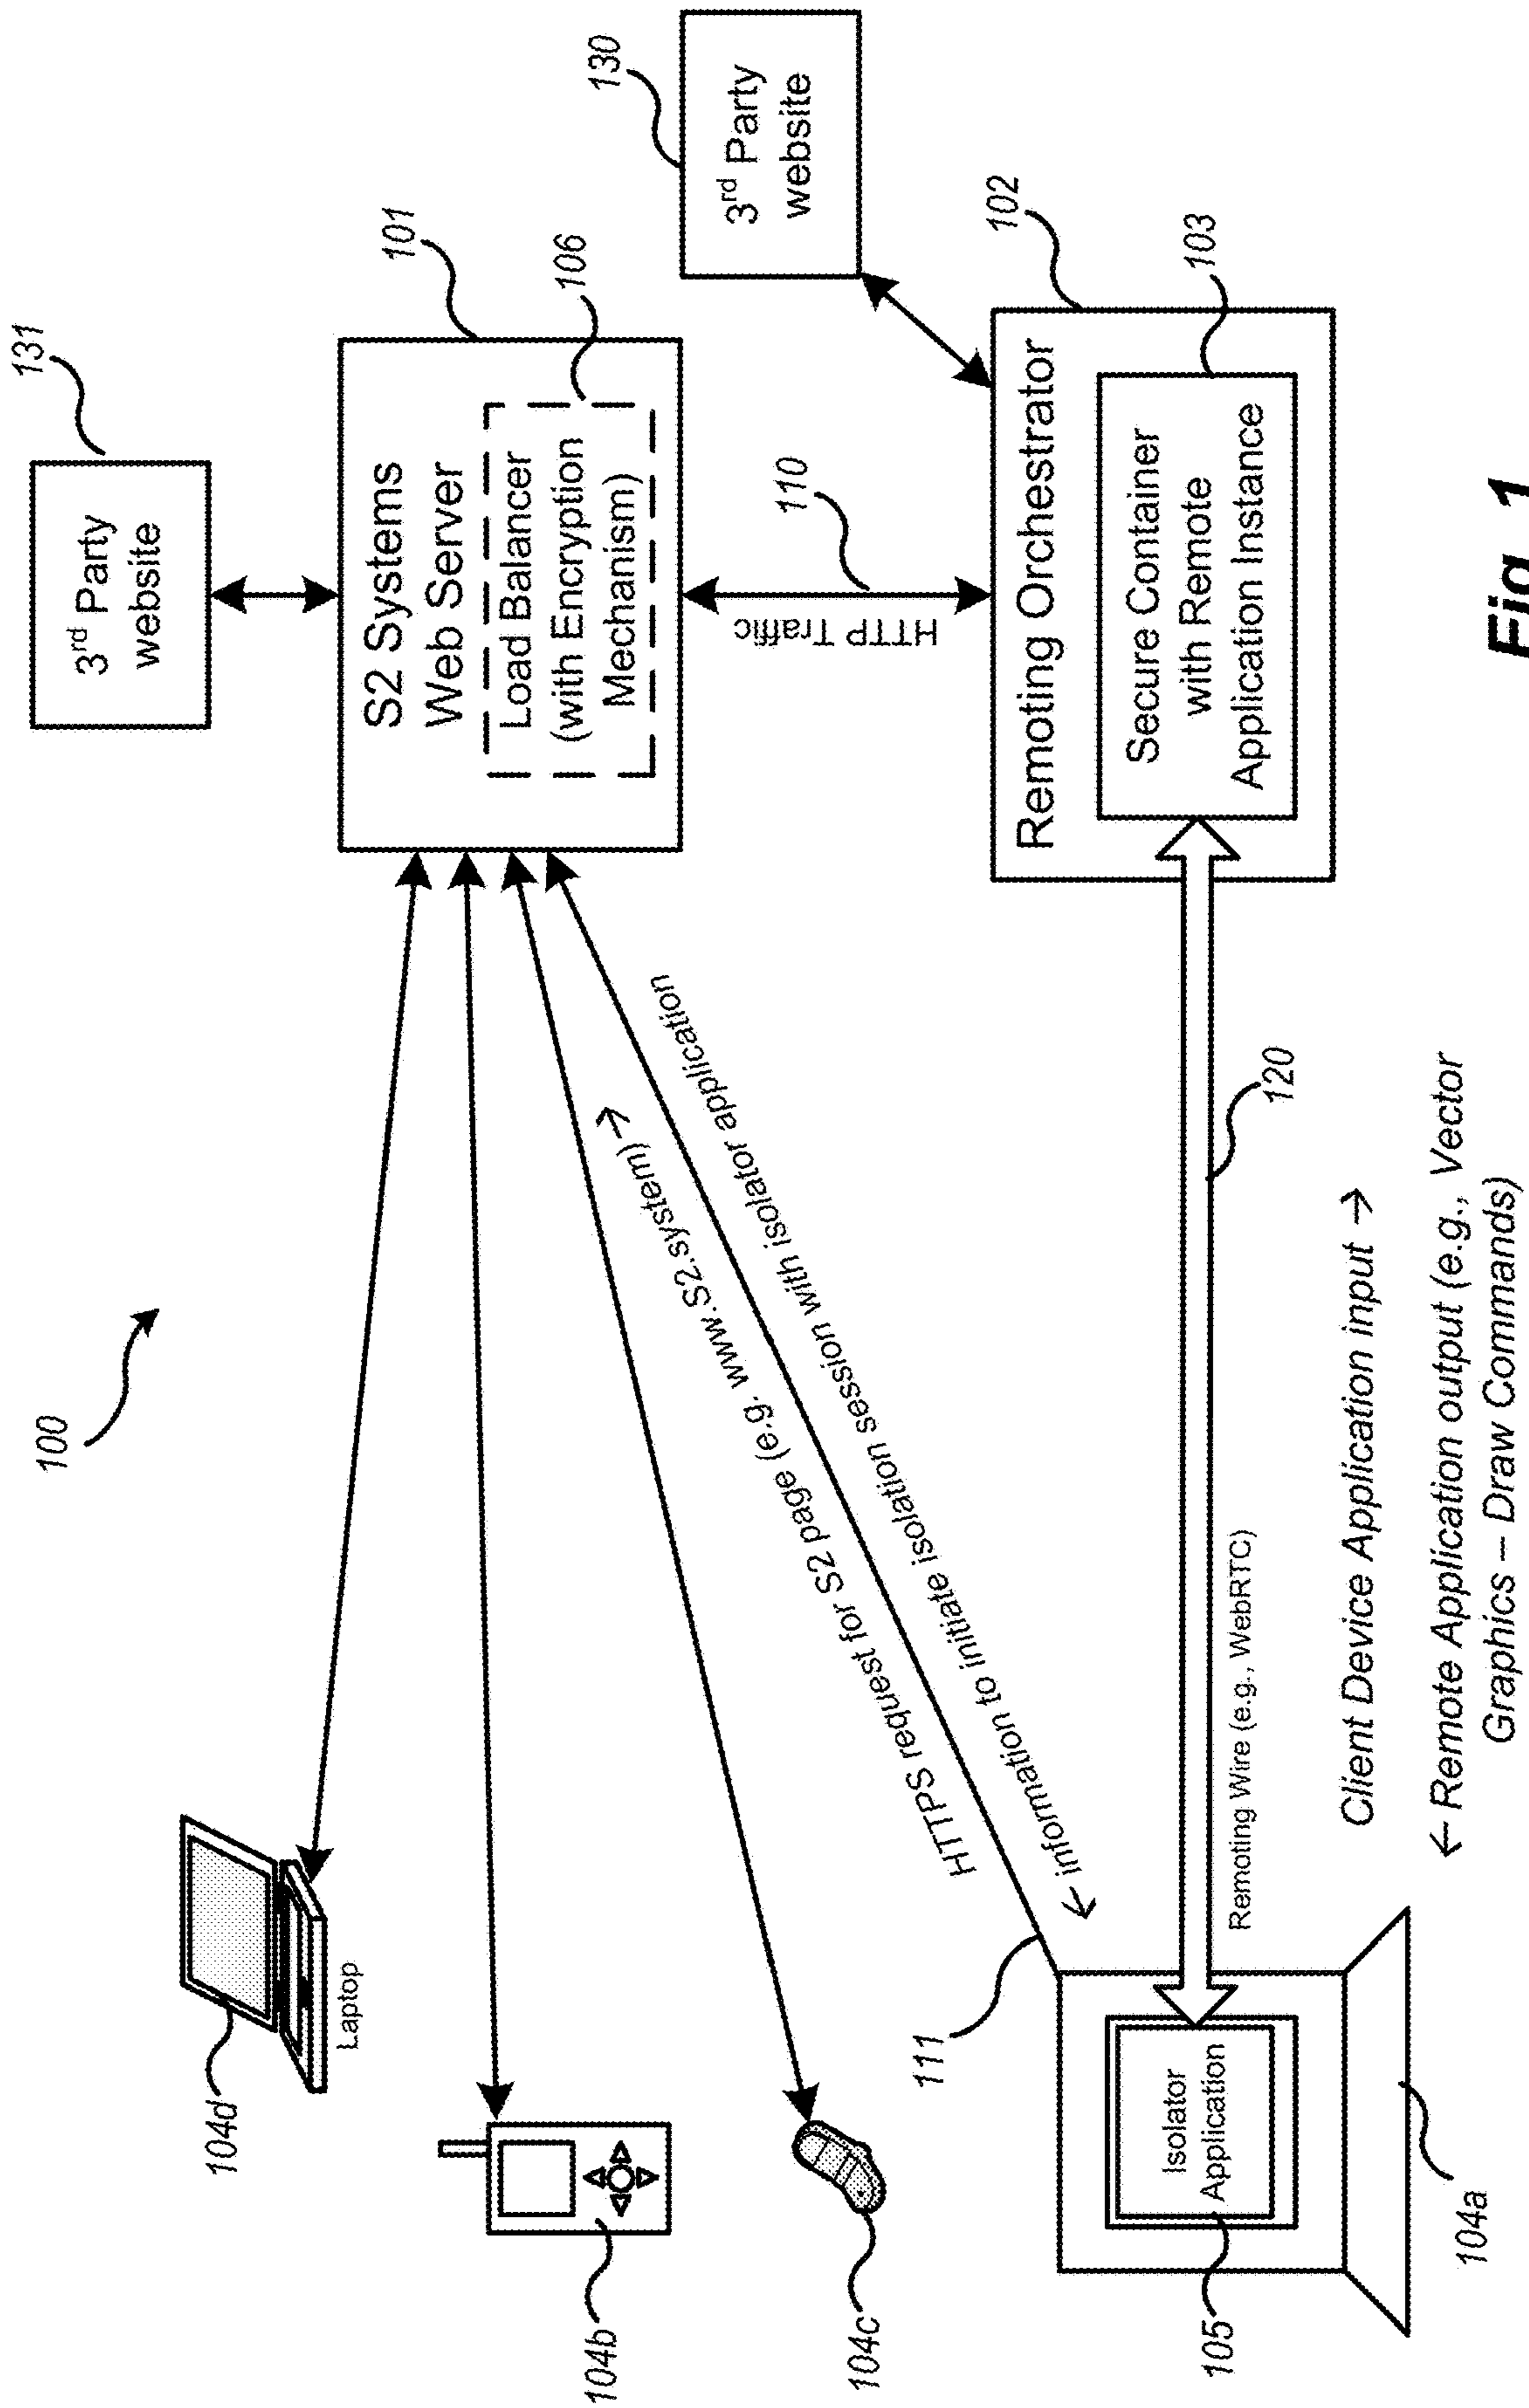 131
3rd Party
website
101
106
S2 Systems
Web Server
Load Balancer
(with Encryption
Mechanism)
130
3rd Party
website
110
HTTP Traffic
102
103
Remoting Orchestrator
Secure Container
with Remote
Application Instance
100
104d
Laptop
104b
104c
HTTPS request for S2 page (e.g. www.S2.system) →
← information to initiate isolation session with isolator application
111
120
Remoting Wire (e.g., WebRTC)
Isolator
Application
105
104a
Client Device Application input →
← Remote Application output (e.g., Vector
Graphics – Draw Commands)
Fig. 1